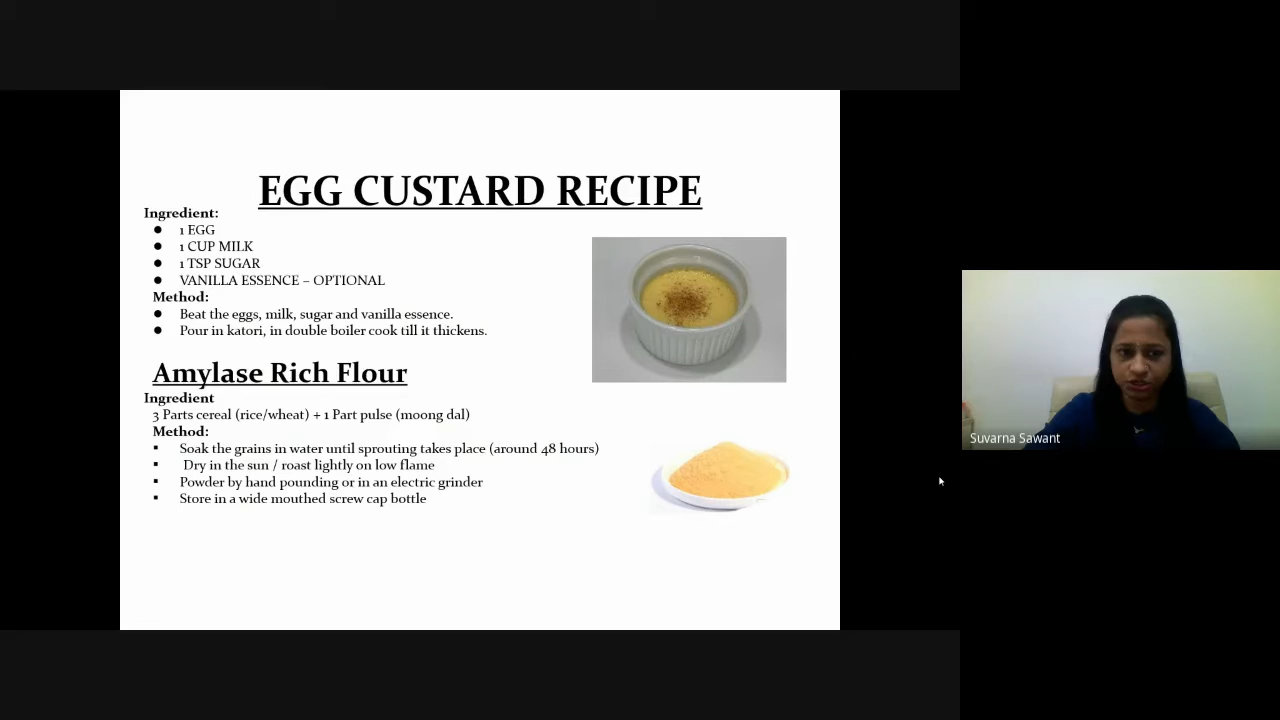 EGG CUSTARD RECIPE
Ingredient:
● 1 EGG
● 1 CUP MILK
● 1 TSP SUGAR
● VANILLA ESSENCE – OPTIONAL
Method:
● Beat the eggs, milk, sugar and vanilla essence.
● Pour in katori, in double boiler cook till it thickens.
Amylase Rich Flour
Ingredient
3 Parts cereal (rice/wheat) + 1 Part pulse (moong dal)
Method:
▪ Soak the grains in water until sprouting takes place (around 48 hours)
▪ Dry in the sun / roast lightly on low flame
▪ Powder by hand pounding or in an electric grinder
▪ Store in a wide mouthed screw cap bottle
Suvarna Sawant